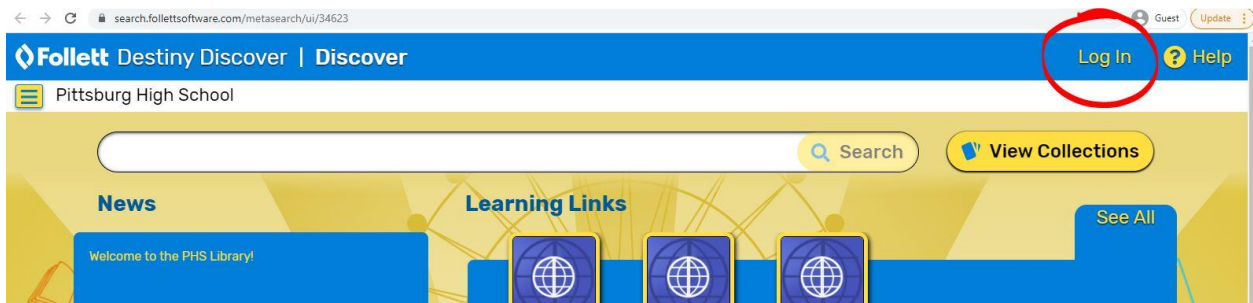 search.follettsoftware.com/metasearch/ui/34623 Guest Update
Follett Destiny Discover | Discover Log In ? Help
Pittsburg High School
Search View Collections
News Learning Links See All
Welcome to the PHS Library!